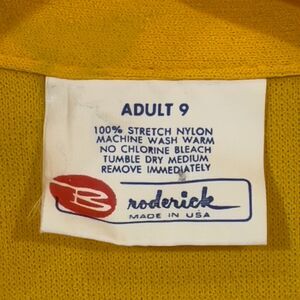 ADULT 9
100% STRETCH NYLON
MACHINE WASH WARM
NO CHLORINE BLEACH
TUMBLE DRY MEDIUM
REMOVE IMMEDIATELY
B roderick
MADE IN USA